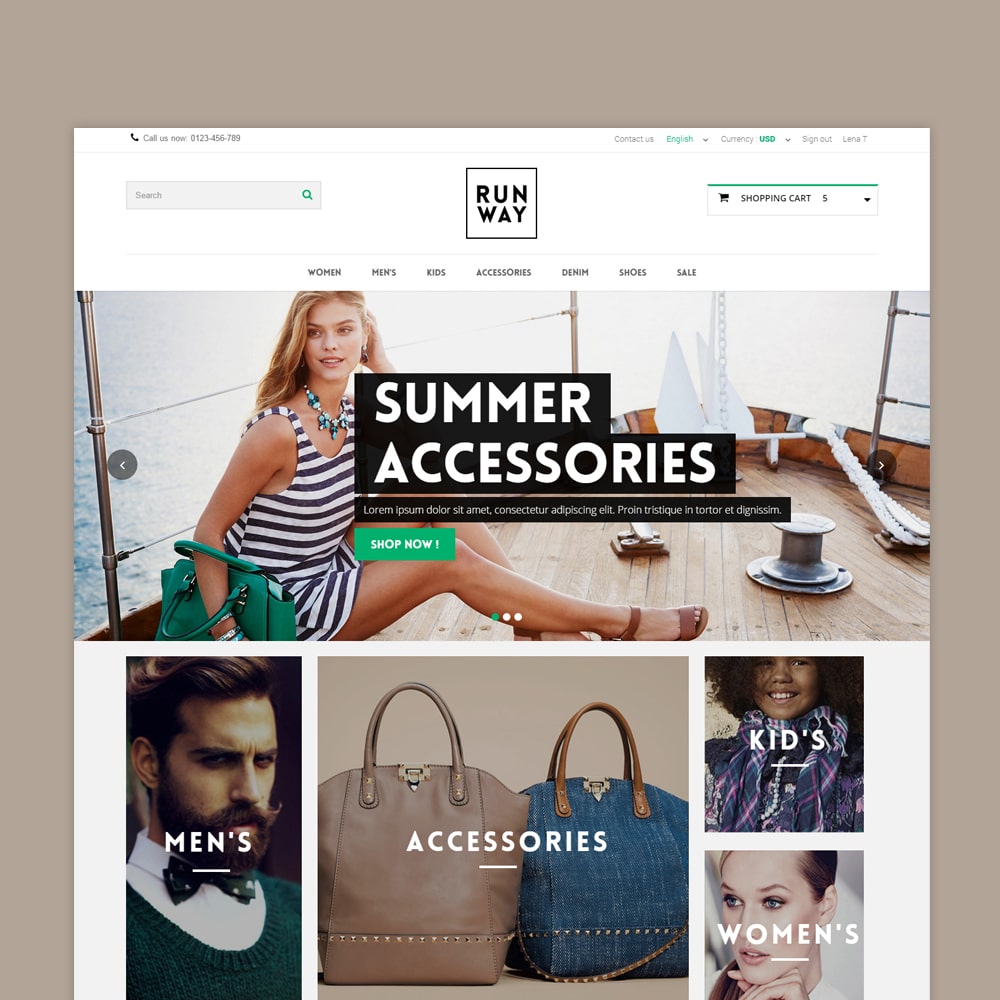 Call us now: 0123-456-789
Contact us English Currency USD Sign out Lena T
Search
RUN
WAY
SHOPPING CART 5
WOMEN MEN'S KIDS ACCESSORIES DENIM SHOES SALE
SUMMER
ACCESSORIES
Lorem ipsum dolor sit amet, consectetur adipiscing elit. Proin tristique in tortor et dignissim.
SHOP NOW !
MEN'S
ACCESSORIES
KID'S
WOMEN'S